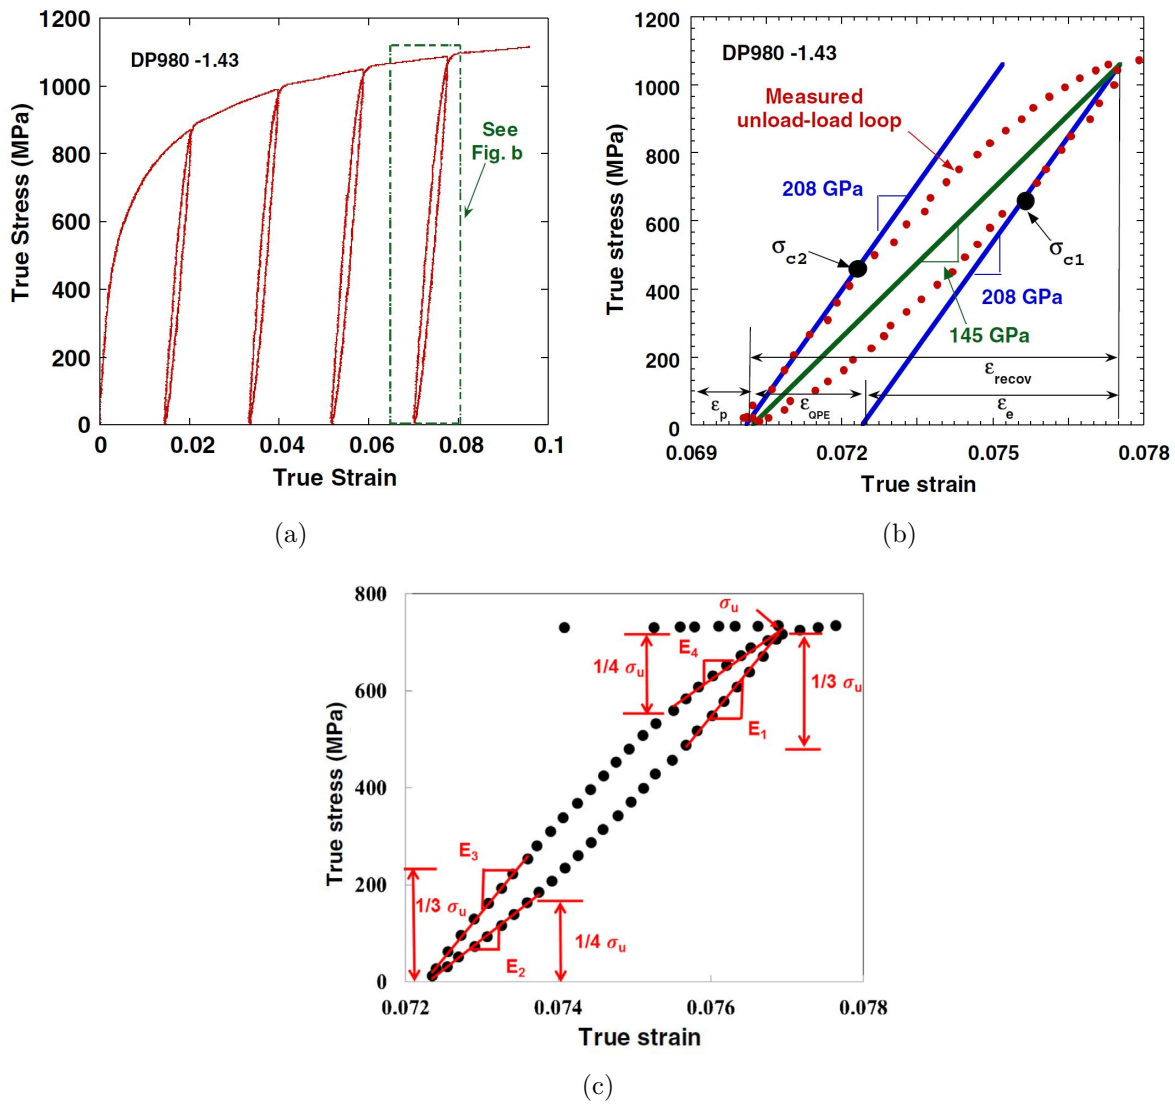 1200
1000
800
600
400
200
0
True Stress (MPa)
DP980 -1.43
See
Fig. b
0
0.02
0.04
0.06
0.08
0.1
True Strain
(a)
1200
1000
800
600
400
200
0
True stress (MPa)
DP980 -1.43
Measured
unload-load loop
208 GPa
σc2
σc1
208 GPa
145 GPa
εrecov
εp
εQPE
εe
0.069
0.072
0.075
0.078
True strain
(b)
800
600
400
200
0
True stress (MPa)
σu
E4
1/4 σu
1/3 σu
E1
E3
1/3 σu
1/4 σu
E2
0.072
0.074
0.076
0.078
True strain
(c)